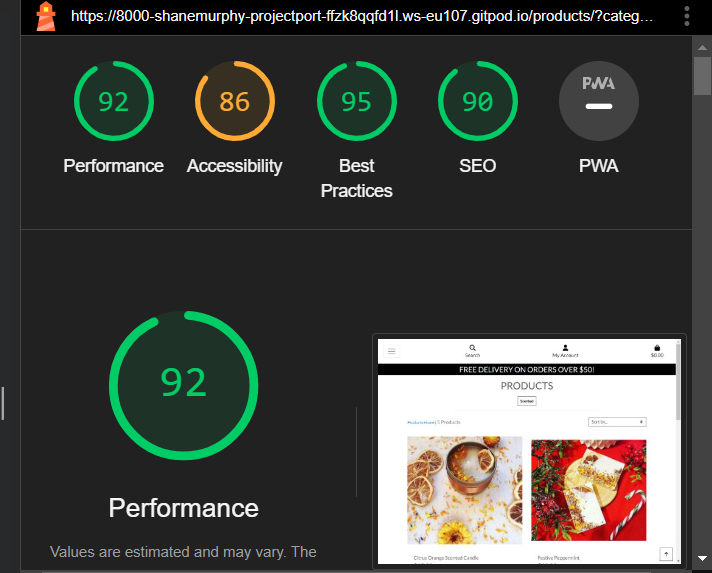 https://8000-shanemurphy-projectport-ffzk8qqfd1l.ws-eu107.gitpod.io/products/?categ…
92
86
95
90
PWA
Performance
Accessibility
Best
Practices
SEO
PWA
92
Performance
Values are estimated and may vary. The
Search
My Account
$0.00
FREE DELIVERY ON ORDERS OVER $50!
PRODUCTS
Scented
Products Home | 5 Products
Sort by...
Citrus Orange Scented Candle
Festive Peppermint